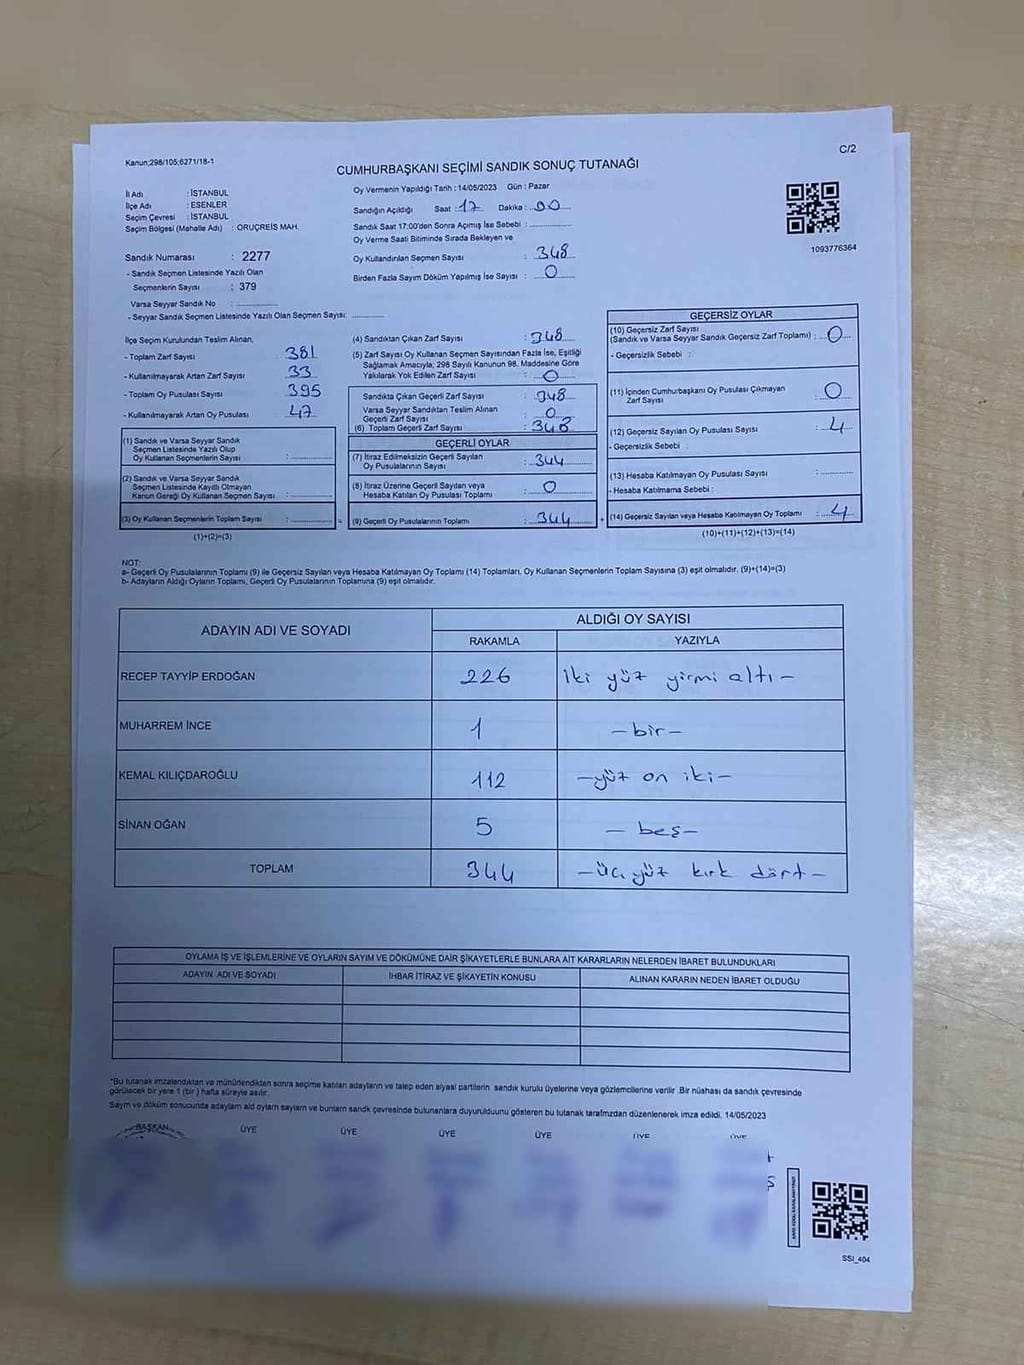 Kanun;298/105;6271/18-1
C/2
CUMHURBAŞKANI SEÇİMİ SANDIK SONUÇ TUTANAĞI
İl Adı : İSTANBUL
İlçe Adı : ESENLER
Seçim Çevresi : İSTANBUL
Seçim Bölgesi (Mahalle Adı) : ORUÇREİS MAH.
Sandık Numarası : 2277
- Sandık Seçmen Listesinde Yazılı Olan
Seçmenlerin Sayısı : 379
Varsa Seyyar Sandık No :
- Seyyar Sandık Seçmen Listesinde Yazılı Olan Seçmen Sayısı:
Oy Vermenin Yapıldığı Tarih : 14/05/2023 Gün : Pazar
Sandığın Açıldığı Saat : 17 Dakika : 00
Sandık Saat 17:00'den Sonra Açımış İse Sebebi :
Oy Verme Saati Bitiminde Sırada Bekleyen ve
Oy Kullandırılan Seçmen Sayısı : 348
Birden Fazla Sayım Döküm Yapılmış İse Sayısı : 0
1093776364
İlçe Seçim Kurulundan Teslim Alınan,
- Toplam Zarf Sayısı : 381
- Kullanılmayarak Artan Zarf Sayısı : 33
- Toplam Oy Pusulası Sayısı : 395
- Kullanılmayarak Artan Oy Pusulası : 47
(1) Sandık ve Varsa Seyyar Sandık
Seçmen Listesinde Yazılı Olup
Oy Kullanan Seçmenlerin Sayısı :
(2) Sandık ve Varsa Seyyar Sandık
Seçmen Listesinde Kayıtlı Olmayan
Kanun Gereği Oy Kullanan Seçmen Sayısı :
(3) Oy Kullanan Seçmenlerin Toplam Sayısı :
(1)+(2)=(3)
(4) Sandıktan Çıkan Zarf Sayısı : 348
(5) Zarf Sayısı Oy Kullanan Seçmen Sayısından Fazla İse, Eşitliği
Sağlamak Amacıyla; 298 Sayılı Kanunun 98. Maddesine Göre
Yakılarak Yok Edilen Zarf Sayısı : 0
Sandıkta Çıkan Geçerli Zarf Sayısı : 348
Varsa Seyyar Sandıktan Teslim Alınan
Geçerli Zarf Sayısı : 0
(6) Toplam Geçerli Zarf Sayısı : 348
GEÇERLİ OYLAR
(7) İtiraz Edilmeksizin Geçerli Sayılan
Oy Pusulalarının Sayısı : 344
(8) İtiraz Üzerine Geçerli Sayılan veya
Hesaba Katılan Oy Pusulası Toplamı : 0
(9) Geçerli Oy Pusulalarının Toplamı : 344
GEÇERSİZ OYLAR
(10) Geçersiz Zarf Sayısı
(Sandık ve Varsa Seyyar Sandık Geçersiz Zarf Toplamı) : 0
- Geçersizlik Sebebi :
(11) İçinden Cumhurbaşkanı Oy Pusulası Çıkmayan
Zarf Sayısı : 0
(12) Geçersiz Sayılan Oy Pusulası Sayısı : 4
- Geçersizlik Sebebi :
(13) Hesaba Katılmayan Oy Pusulası Sayısı :
- Hesaba Katılmama Sebebi :
(14) Geçersiz Sayılan veya Hesaba Katılmayan Oy Toplamı : 4
(10)+(11)+(12)+(13)=(14)
NOT:
a- Geçerli Oy Pusulalarının Toplamı (9) ile Geçersiz Sayılan veya Hesaba Katılmayan Oy Toplamı (14) Toplamları, Oy Kullanan Seçmenlerin Toplam Sayısına (3) eşit olmalıdır. (9)+(14)=(3)
b- Adayların Aldığı Oyların Toplamı, Geçerli Oy Pusulalarının Toplamına (9) eşit olmalıdır.
ADAYIN ADI VE SOYADI
ALDIĞI OY SAYISI
RAKAMLA YAZIYLA
RECEP TAYYİP ERDOĞAN 226 iki yüz yirmi altı -
MUHARREM İNCE 1 - bir -
KEMAL KILIÇDAROĞLU 112 - yüz on iki -
SİNAN OĞAN 5 - beş -
TOPLAM 344 - üç yüz kırk dört -
OYLAMA İŞ VE İŞLEMLERİNE VE OYLARIN SAYIM VE DÖKÜMÜNE DAİR ŞİKAYETLERLE BUNLARA AİT KARARLARIN NELERDEN İBARET BULUNDUKLARI
ADAYIN ADI VE SOYADI İHBAR İTİRAZ VE ŞİKAYETİN KONUSU ALINAN KARARIN NEDEN İBARET OLDUĞU
*Bu tutanak imzalandıktan ve mühürlendikten sonra seçime katılan adayların ve talep eden siyasi partilerin sandık kurulu üyelerine veya gözlemcilerine verilir .Bir nüshası da sandık çevresinde
görülecek bir yere 1 (bir ) hafta süreyle asılır.
Sayım ve döküm sonucunda adayların ald oyların sayları ve bunların sandık çevresinde bulunanlara duyurulduunu gösteren bu tutanak tarafımzdan düzenlenerek imza edildi. 14/05/2023
BAŞKAN ÜYE ÜYE ÜYE ÜYE ÜYE ÜYE
SSI_404